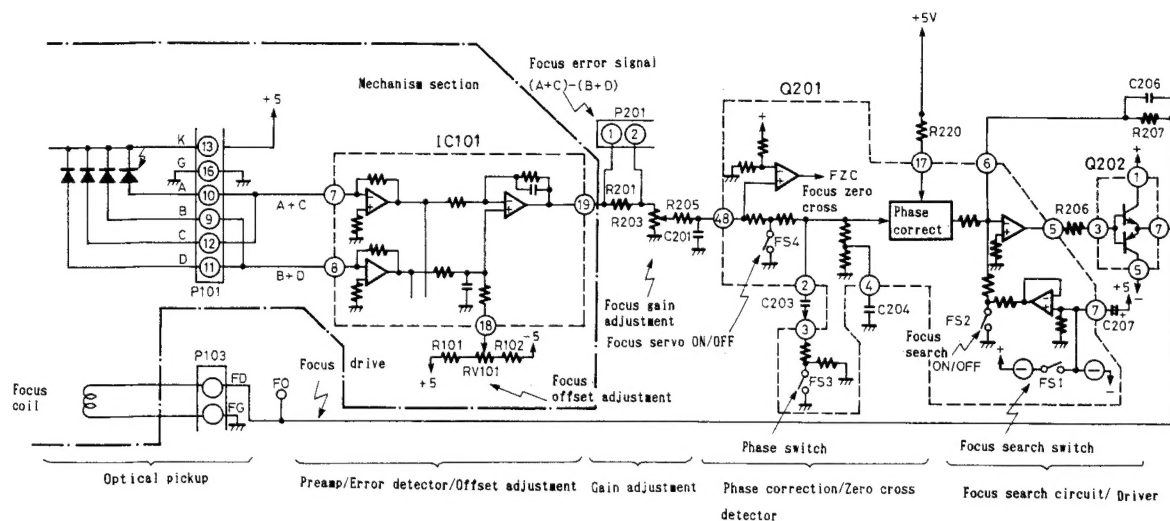 +5V
C206
R207
Focus error signal
(A+C)-(B+D)
Mechanism section
P201
1 2
Q201
R220
17
6
Q202
1
+5
K 13
G 16
A 10
B 9
C 12
D 11
P101
IC101
A+C
7
B+D
8
19
R201
R203
R205
C201
48
FZC
Focus zero
cross
FS4
Phase
correct
5
R206
3
7
5
2
4
C203
C204
3
FS3
7
+5
C207
FS2
Focus
search
ON/OFF
FS1
Focus gain
adjustment
Focus servo ON/OFF
18
R101
R102
-5
+5
RV101
Focus
offset adjustment
P103
FD
FG
FO
Focus drive
Focus
coil
Phase switch
Focus search switch
Optical pickup
Preamp/Error detector/Offset adjustment
Gain adjustment
Phase correction/Zero cross
detector
Focus search circuit/ Driver